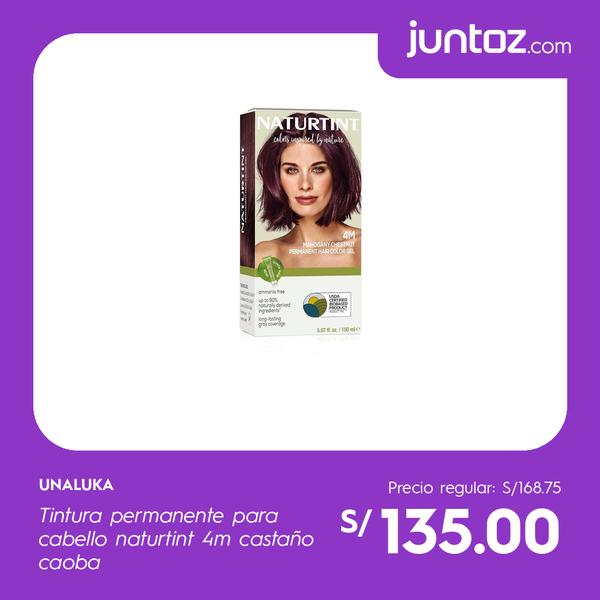 juntoz.com
NATURTINT
colors inspired by nature
NATURTINT
4M
MAHOGANY CHESTNUT
PERMANENT HAIR COLOR GEL
ammonia free
up to 90%
naturally derived
ingredients*
long-lasting
gray coverage
USDA
CERTIFIED
BIOBASED
PRODUCT
5.07 fl. oz. / 150 ml e
UNALUKA
Precio regular: S/168.75
Tintura permanente para
cabello naturtint 4m castaño
caoba
S/135.00